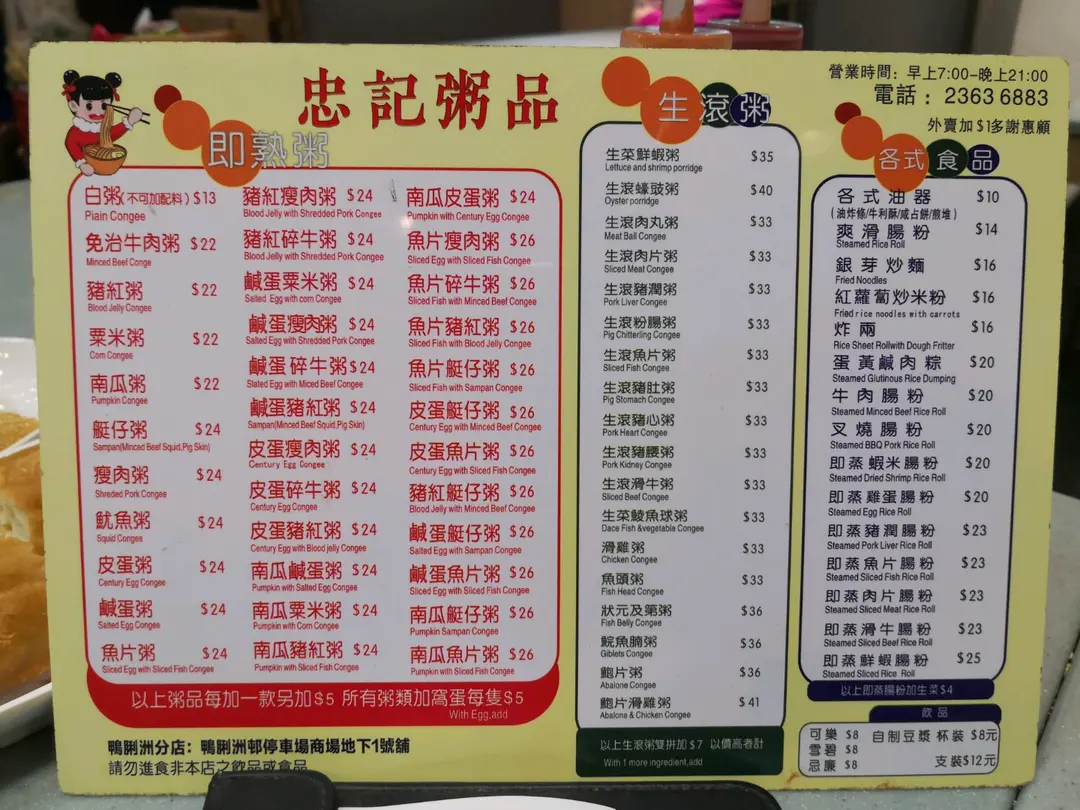 忠記粥品
營業時間：早上7:00-晚上21:00
電話：2363 6883
外賣加$1多謝惠顧
即熟粥
白粥(不可加配料) $13
Piain Congee
免治牛肉粥 $22
Minced Beef Conge
豬紅粥 $22
Blood Jelly Congee
粟米粥 $22
Corn Congee
南瓜粥 $22
Pumpkin Congee
艇仔粥 $24
Sampan(Minced Beef Squid,Pig Skin)
瘦肉粥 $24
Shreded Pork Congee
魷魚粥 $24
Squid Congee
皮蛋粥 $24
Century Egg Congee
鹹蛋粥 $24
Salted Egg Congee
魚片粥 $24
Sliced Egg with Sliced Fish Congee
豬紅瘦肉粥 $24
Blood Jelly with Shredded Pork Congee
豬紅碎牛粥 $24
Blood Jelly with Shredded Pork Congee
鹹蛋粟米粥 $24
Salted Egg with corn Congee
鹹蛋瘦肉粥 $24
Salted Egg with Shredded Pork Congee
鹹蛋碎牛粥 $24
Slated Egg with Miced Beef Congee
鹹蛋豬紅粥 $24
Sampan(Minced Beef Squid,Pig Skin)
皮蛋瘦肉粥 $24
Century Egg Congee
皮蛋碎牛粥 $24
Century Egg Congee
皮蛋豬紅粥 $24
Century Egg with Blood jelly Congee
南瓜鹹蛋粥 $24
Pumpkin with Salted Egg Congee
南瓜粟米粥 $24
Pumpkin with Corn Congee
南瓜豬紅粥 $24
Pumpkin with Sliced Fish Congee
南瓜皮蛋粥 $24
Pumpkin with Century Egg Congee
魚片瘦肉粥 $26
Sliced Egg with Sliced Fish Congee
魚片碎牛粥 $26
Sliced Fish with Minced Beef Congee
魚片豬紅粥 $26
Sliced Fish with Blood Jelly Congee
魚片艇仔粥 $26
Sliced Fish with Sampan Congee
皮蛋艇仔粥 $26
Century Egg with Minced Beef Congee
皮蛋魚片粥 $26
Century Egg with Sliced Fish Congee
豬紅艇仔粥 $26
Blood Jelly with Minced Beef Congee
鹹蛋艇仔粥 $26
Salted Egg with Sampan Congee
鹹蛋魚片粥 $26
Sliced Egg with Sliced Fish Congee
南瓜艇仔粥 $26
Pumpkin Sampan Congee
南瓜魚片粥 $26
Pumpkin with Sliced Fish Congee
以上粥品每加一款另加$5 所有粥類加窩蛋每隻$5
With Egg,add
鴨脷洲分店：鴨脷洲邨停車場商場地下1號舖
請勿進食非本店之飲品或食品
生滾粥
生菜鮮蝦粥 $35
Lettuce and shrimp porridge
生滾蠔豉粥 $40
Oyster porridge
生滾肉丸粥 $33
Meat Ball Congee
生滾肉片粥 $33
Sliced Meat Congee
生滾豬潤粥 $33
Pork Liver Congee
生滾粉腸粥 $33
Pig Chitterling Congee
生滾魚片粥 $33
Sliced Fish Congee
生滾豬肚粥 $33
Pig Stomach Congee
生滾豬心粥 $33
Pork Heart Congee
生滾豬腰粥 $33
Pork Kidney Congee
生滾滑牛粥 $33
Sliced Beef Congee
生菜鯪魚球粥 $33
Dace Fish &vegetable Congee
滑雞粥 $33
Chicken Congee
魚頭粥 $33
Fish Head Congee
狀元及第粥 $36
Fish Belly Congee
鯇魚腩粥 $36
Giblets Congee
鮑片粥 $36
Abalone Congee
鮑片滑雞粥 $41
Abalone & Chicken Congee
以上生滾粥雙拼加$7 以價高者計
With 1 more ingredient,add
各式食品
各式油器 $10
(油炸條/牛利酥/咸占餅/煎堆)
爽滑腸粉 $14
Steamed Rice Roll
銀芽炒麵 $16
Fried Noodles
紅蘿蔔炒米粉 $16
Fried rice noodles with carrots
炸兩 $16
Rice Sheet Rollwith Dough Fritter
蛋黃鹹肉粽 $20
Steamed Glutinous Rice Dumping
牛肉腸粉 $20
Steamed Minced Beef Rice Roll
叉燒腸粉 $20
Steamed BBQ Pork Rice Roll
即蒸蝦米腸粉 $20
Steamed Dried Shrimp Rice Roll
即蒸雞蛋腸粉 $20
Steamed Egg Rice Roll
即蒸豬潤腸粉 $23
Steamed Pork Liver Rice Roll
即蒸魚片腸粉 $23
Steamed Sliced Fish Rice Roll
即蒸肉片腸粉 $23
Steamed Sliced Meat Rice Roll
即蒸滑牛腸粉 $23
Steamed Sliced Beef Rice Roll
即蒸鮮蝦腸粉 $25
Steamed Sliced Rice Roll
以上即蒸腸粉加生菜$4
飲品
可樂 $8 自制豆漿 杯裝 $8元
雪碧 $8
忌廉 $8 支裝$12元